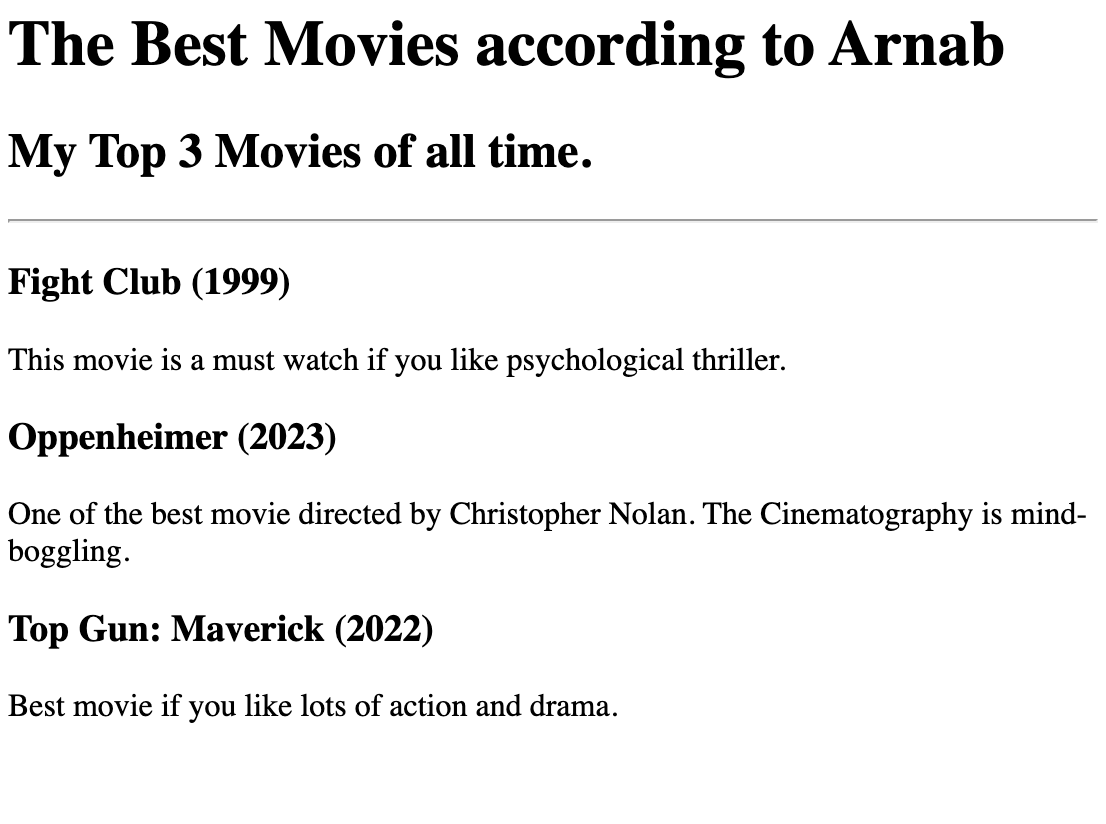 The Best Movies according to Arnab
My Top 3 Movies of all time.
Fight Club (1999)
This movie is a must watch if you like psychological thriller.
Oppenheimer (2023)
One of the best movie directed by Christopher Nolan. The Cinematography is mind-
boggling.
Top Gun: Maverick (2022)
Best movie if you like lots of action and drama.